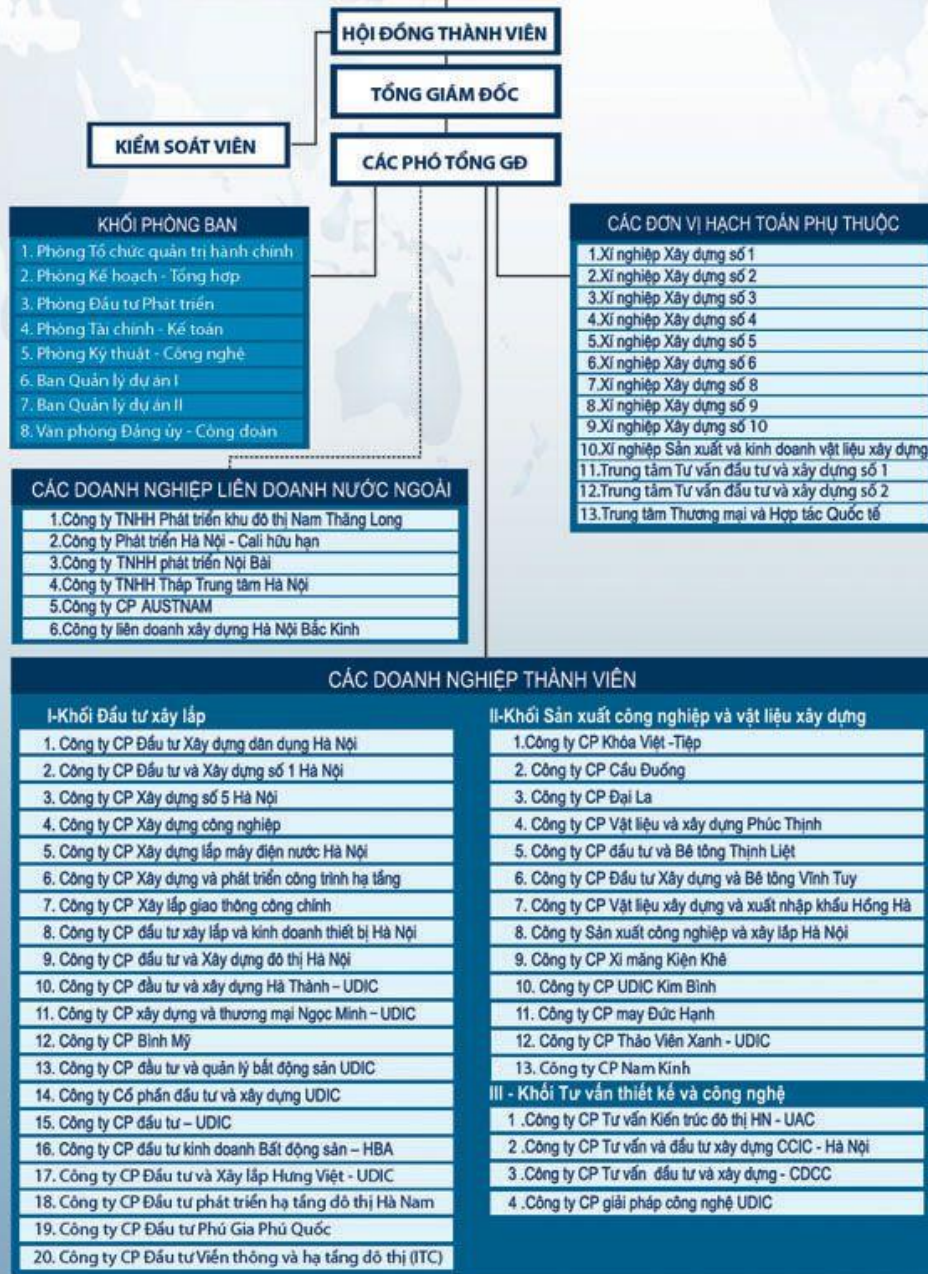 HỘI ĐỒNG THÀNH VIÊN
TỔNG GIÁM ĐỐC
KIỂM SOÁT VIÊN
CÁC PHÓ TỔNG GĐ
KHỐI PHÒNG BAN
1. Phòng Tổ chức quản trị hành chính
2. Phòng Kế hoạch - Tổng hợp
3. Phòng Đầu tư Phát triển
4. Phòng Tài chính - Kế toán
5. Phòng Kỹ thuật - Công nghệ
6. Ban Quản lý dự án I
7. Ban Quản lý dự án II
8. Văn phòng Đảng ủy - Công đoàn
CÁC ĐƠN VỊ HẠCH TOÁN PHỤ THUỘC
1.Xí nghiệp Xây dựng số 1
2.Xí nghiệp Xây dựng số 2
3.Xí nghiệp Xây dựng số 3
4.Xí nghiệp Xây dựng số 4
5.Xí nghiệp Xây dựng số 5
6.Xí nghiệp Xây dựng số 6
7.Xí nghiệp Xây dựng số 8
8.Xí nghiệp Xây dựng số 9
9.Xí nghiệp Xây dựng số 10
10.Xí nghiệp Sản xuất và kinh doanh vật liệu xây dựng
11.Trung tâm Tư vấn đầu tư và xây dựng số 1
12.Trung tâm Tư vấn đầu tư và xây dựng số 2
13.Trung tâm Thương mại và Hợp tác Quốc tế
CÁC DOANH NGHIỆP LIÊN DOANH NƯỚC NGOÀI
1.Công ty TNHH Phát triển khu đô thị Nam Thăng Long
2.Công ty Phát triển Hà Nội - Cali hữu hạn
3.Công ty TNHH phát triển Nội Bài
4.Công ty TNHH Tháp Trung tâm Hà Nội
5.Công ty CP AUSTNAM
6.Công ty liên doanh xây dựng Hà Nội Bắc Kinh
CÁC DOANH NGHIỆP THÀNH VIÊN
I-Khối Đầu tư xây lắp
1. Công ty CP Đầu tư Xây dựng dân dụng Hà Nội
2. Công ty CP Đầu tư và Xây dựng số 1 Hà Nội
3. Công ty CP Xây dựng số 5 Hà Nội
4. Công ty CP Xây dựng công nghiệp
5. Công ty CP Xây dựng lắp máy điện nước Hà Nội
6. Công ty CP Xây dựng và phát triển công trình hạ tầng
7. Công ty CP Xây lắp giao thông công chính
8. Công ty CP đầu tư xây lắp và kinh doanh thiết bị Hà Nội
9. Công ty CP đầu tư và Xây dựng đô thị Hà Nội
10. Công ty CP đầu tư và xây dựng Hà Thành – UDIC
11. Công ty CP xây dựng và thương mại Ngọc Minh – UDIC
12. Công ty CP Bình Mỹ
13. Công ty CP đầu tư và quản lý bất động sản UDIC
14. Công ty Cổ phần đầu tư và xây dựng UDIC
15. Công ty CP đầu tư – UDIC
16. Công ty CP đầu tư kinh doanh Bất động sản – HBA
17. Công ty CP Đầu tư và Xây lắp Hưng Việt - UDIC
18. Công ty CP Đầu tư phát triển hạ tầng đô thị Hà Nam
19. Công ty CP Đầu tư Phú Gia Phú Quốc
20. Công ty CP Đầu tư Viễn thông và hạ tầng đô thị (ITC)
II-Khối Sản xuất công nghiệp và vật liệu xây dựng
1.Công ty CP Khóa Việt -Tiệp
2. Công ty CP Cầu Đuống
3. Công ty CP Đại La
4. Công ty CP Vật liệu và xây dựng Phúc Thịnh
5. Công ty CP đầu tư và Bê tông Thịnh Liệt
6. Công ty CP Đầu tư Xây dựng và Bê tông Vĩnh Tuy
7. Công ty CP Vật liệu xây dựng và xuất nhập khẩu Hồng Hà
8. Công ty Sản xuất công nghiệp và xây lắp Hà Nội
9. Công ty CP Xi măng Kiện Khê
10. Công ty CP UDIC Kim Bình
11. Công ty CP may Đức Hạnh
12. Công ty CP Thảo Viên Xanh - UDIC
13. Công ty CP Nam Kinh
III - Khối Tư vấn thiết kế và công nghệ
1 .Công ty CP Tư vấn Kiến trúc đô thị HN - UAC
2 .Công ty CP Tư vấn và đầu tư xây dựng CCIC - Hà Nội
3 .Công ty CP Tư vấn đầu tư và xây dựng - CDCC
4 .Công ty CP giải pháp công nghệ UDIC